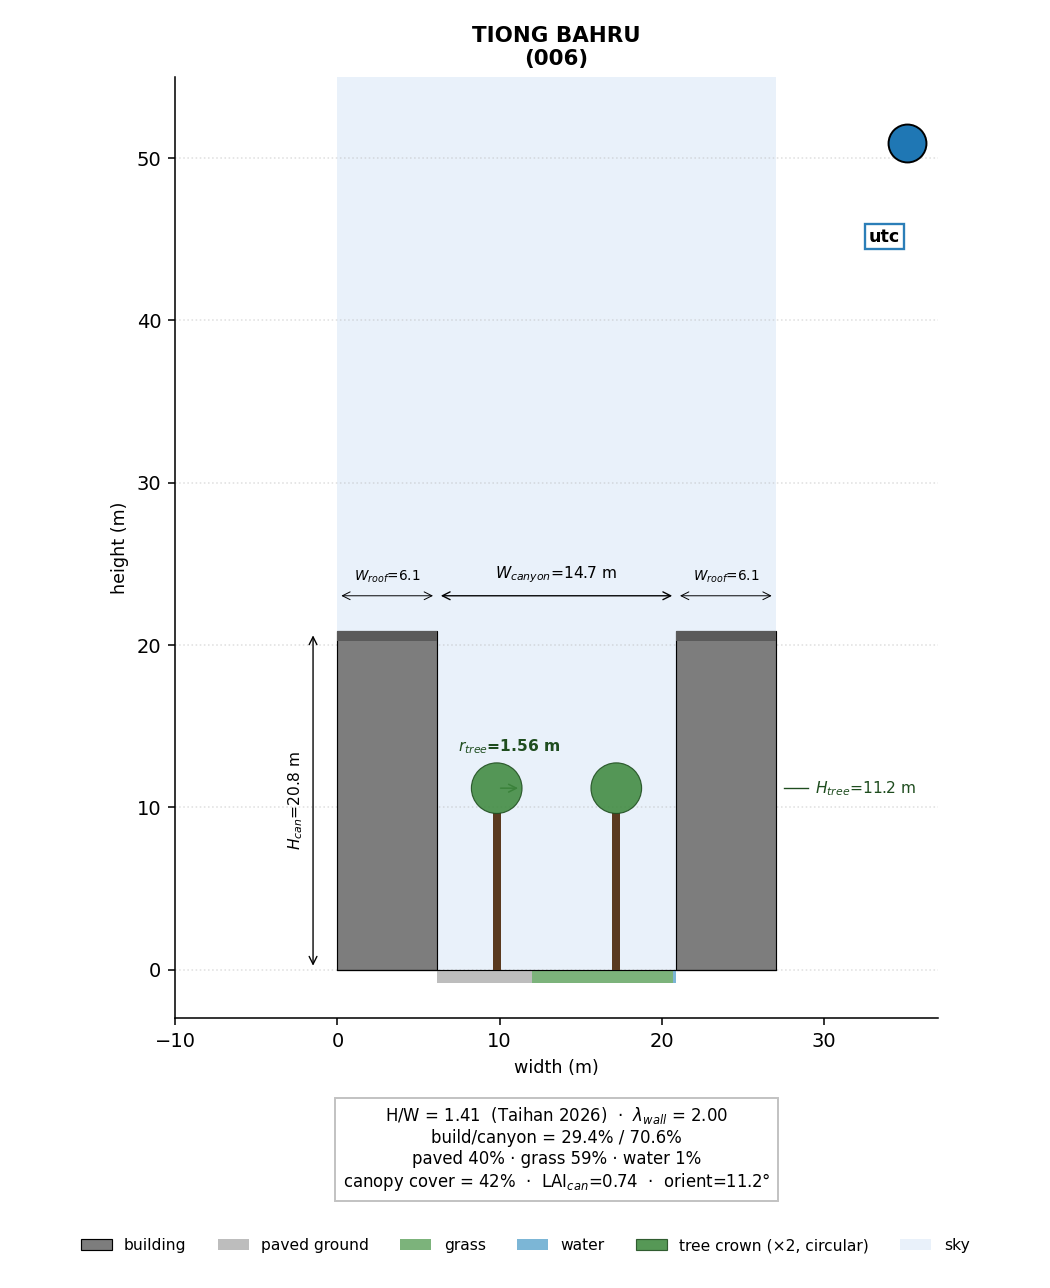 TIONG BAHRU
(006)
50
utc
40
30
height (m)
W_roof=6.1
W_canyon=14.7 m
W_roof=6.1
20
r_tree=1.56 m
H_can=20.8 m
H_tree=11.2 m
10
0
−10 0 10 20 30
width (m)
H/W = 1.41 (Taihan 2026) · λ_wall = 2.00
build/canyon = 29.4% / 70.6%
paved 40% · grass 59% · water 1%
canopy cover = 42% · LAI_can=0.74 · orient=11.2°
building
paved ground
grass
water
tree crown (×2, circular)
sky